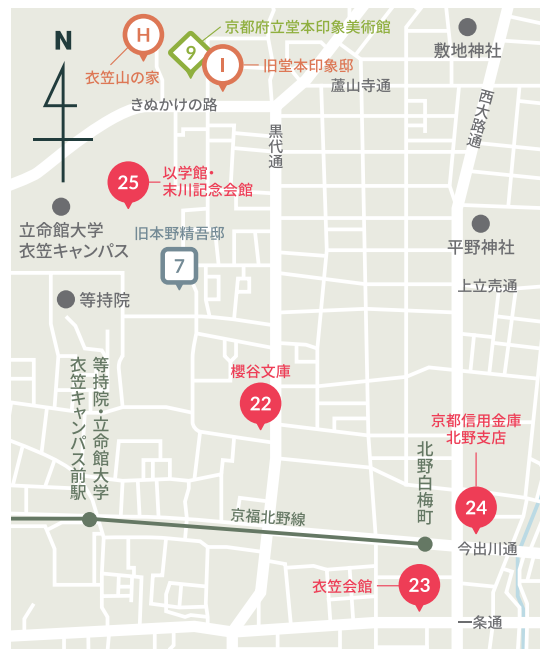 京都府立堂本印象美術館
N
H
9
I
旧堂本印象邸
敷地神社
衣笠山の家
蘆山寺通
きぬかけの路
西大路通
黒代通
以学館・
末川記念会館
25
立命館大学
衣笠キャンパス
旧本野精吾邸
7
平野神社
上立売通
等持院
櫻谷文庫
22
等持院・立命館大学
衣笠キャンパス前駅
京都信用金庫
北野支店
北野白梅町
24
京福北野線
今出川通
衣笠会館
23
一条通